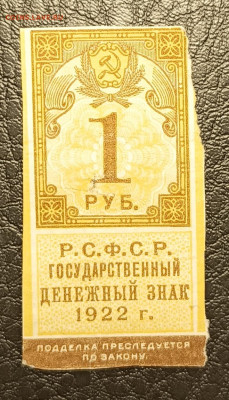 1
РУБ.
Р.С.Ф.С.Р.
ГОСУДАРСТВЕННЫЙ
ДЕНЕЖНЫЙ ЗНАК
1922 г.
ПОДДЕЛКА ПРЕСЛЕДУЕТСЯ
ПО ЗАКОНУ.